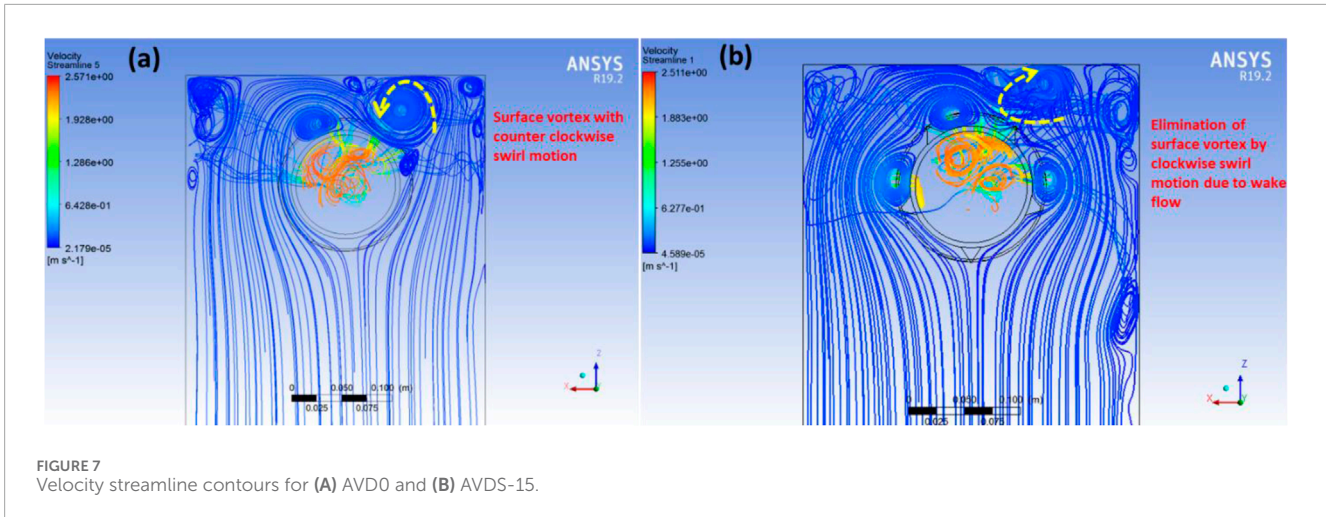 (a)
Velocity
Streamline 5
2.571e+00
1.928e+00
1.286e+00
6.428e-01
2.179e-05
[m s^-1]
ANSYS
R19.2
Surface vortex with
counter clockwise
swirl motion
0 0.050 0.100 (m)
0.025 0.075
Z
X
Y
(b)
Velocity
Streamline 1
2.511e+00
1.883e+00
1.255e+00
6.277e-01
4.589e-05
[m s^-1]
ANSYS
R19.2
Elimination of
surface vortex by
clockwise swirl
motion due to wake
flow
0 0.050 0.100 (m)
0.025 0.075
Z
X
Y
FIGURE 7
Velocity streamline contours for (A) AVD0 and (B) AVDS-15.